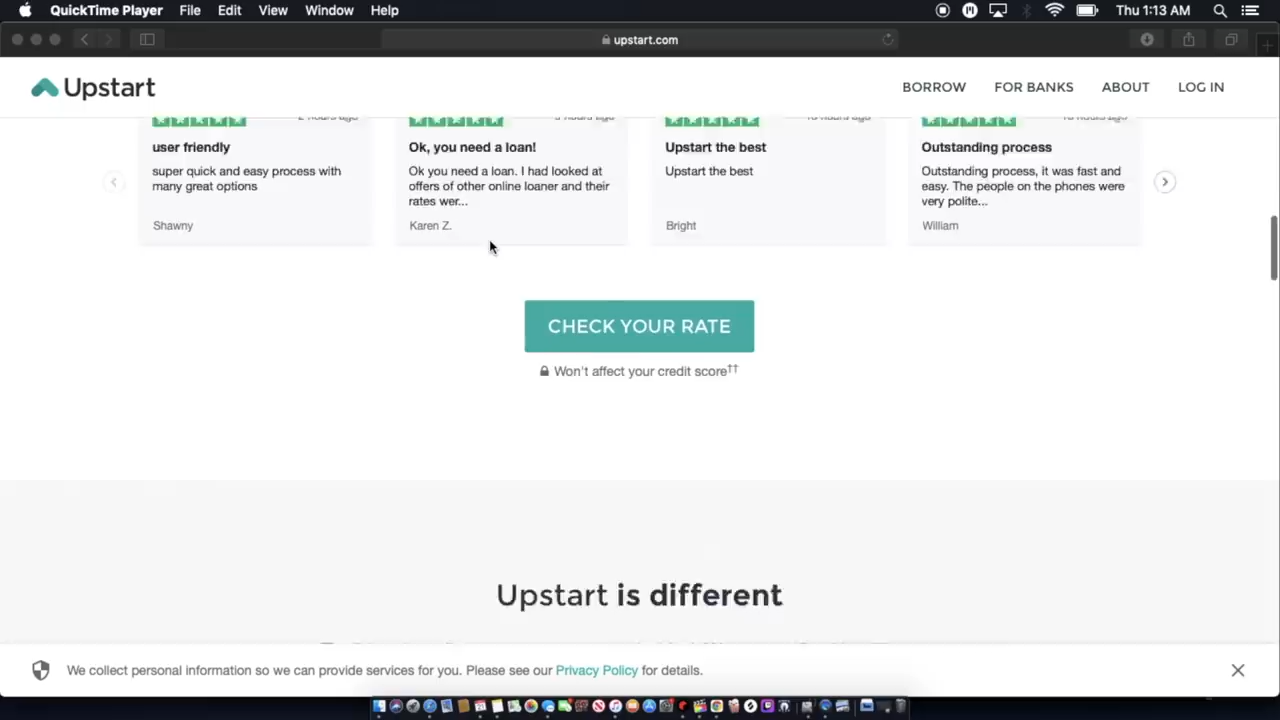 QuickTime Player File Edit View Window Help Thu 1:13 AM
upstart.com
Upstart BORROW FOR BANKS ABOUT LOG IN
2 hours ago
user friendly
super quick and easy process with
many great options
Shawny
Ok, you need a loan!
Ok you need a loan. I had looked at
offers of other online loaner and their
rates wer...
Karen Z.
Upstart the best
Upstart the best
Bright
Outstanding process
Outstanding process, it was fast and
easy. The people on the phones were
very polite...
William
CHECK YOUR RATE
Won't affect your credit score††
Upstart is different
We collect personal information so we can provide services for you. Please see our Privacy Policy for details.